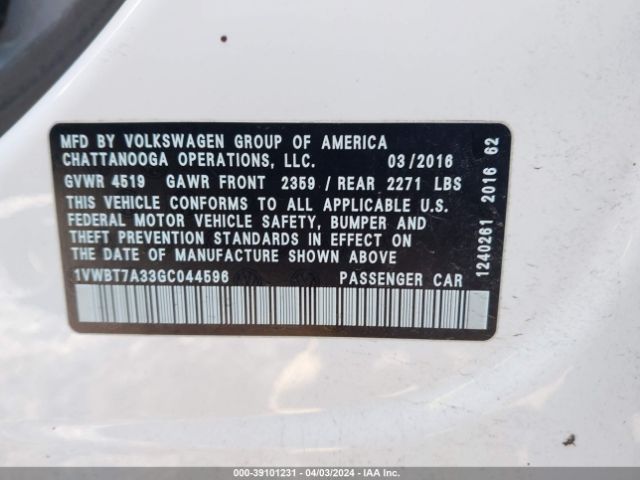 MFD BY VOLKSWAGEN GROUP OF AMERICA
CHATTANOOGA OPERATIONS, LLC. 03/2016
GVWR 4519 GAWR FRONT 2359 / REAR 2271 LBS
THIS VEHICLE CONFORMS TO ALL APPLICABLE U.S.
FEDERAL MOTOR VEHICLE SAFETY, BUMPER AND
THEFT PREVENTION STANDARDS IN EFFECT ON
THE DATE OF MANUFACTURE SHOWN ABOVE
1VWBT7A33GC044596 PASSENGER CAR
1240261 2016 62
000-39101231 - 04/03/2024 - IAA Inc.